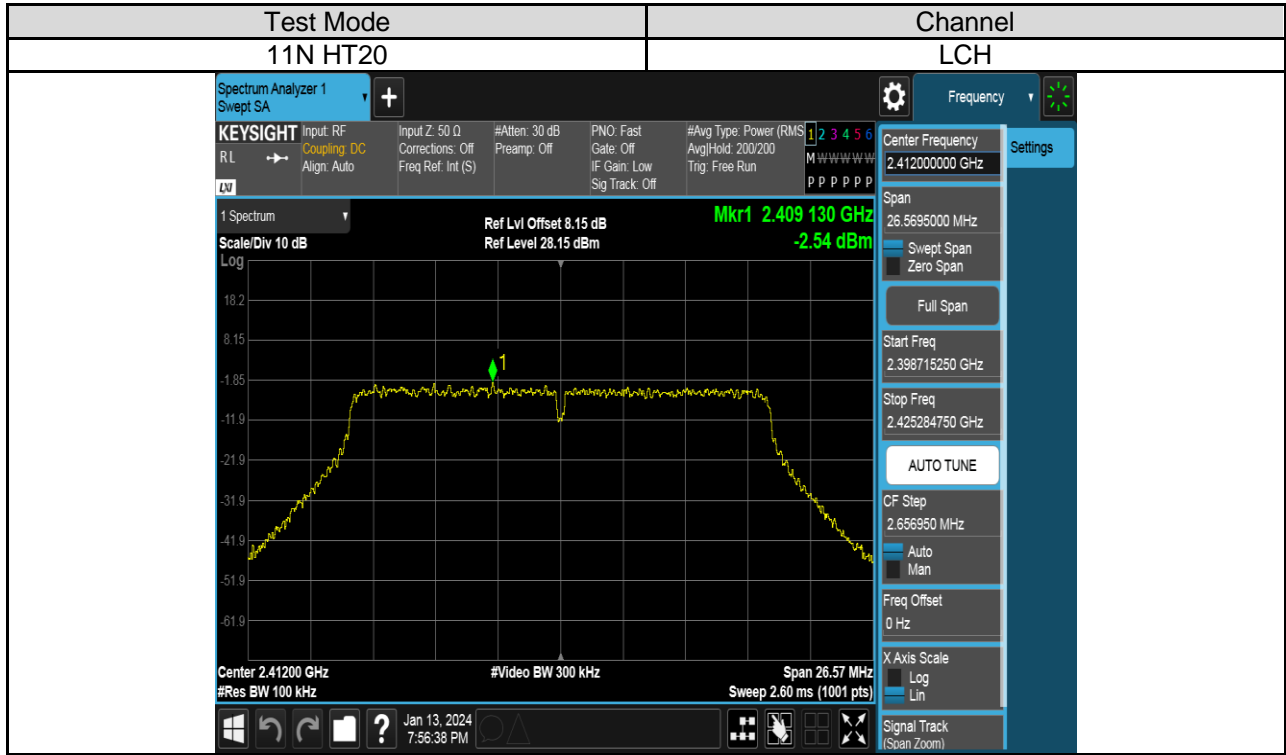 Test Mode Channel
11N HT20 LCH
Spectrum Analyzer 1
Swept SA
+
Frequency
KEYSIGHT
RL
LXI
Input: RF
Coupling: DC
Align: Auto
Input Z: 50 Ω
Corrections: Off
Freq Ref: Int (S)
#Atten: 30 dB
Preamp: Off
PNO: Fast
Gate: Off
IF Gain: Low
Sig Track: Off
#Avg Type: Power (RMS
Avg|Hold: 200/200
Trig: Free Run
1 2 3 4 5 6
M W W W W W
P P P P P P
1 Spectrum
Scale/Div 10 dB
Ref Lvl Offset 8.15 dB
Ref Level 28.15 dBm
Mkr1 2.409 130 GHz
-2.54 dBm
Log
18.2
8.15
-1.85
-11.9
-21.9
-31.9
-41.9
-51.9
-61.9
1
Center 2.41200 GHz
#Res BW 100 kHz
#Video BW 300 kHz
Span 26.57 MHz
Sweep 2.60 ms (1001 pts)
Center Frequency
2.412000000 GHz
Span
26.5695000 MHz
Swept Span
Zero Span
Full Span
Start Freq
2.398715250 GHz
Stop Freq
2.425284750 GHz
AUTO TUNE
CF Step
2.656950 MHz
Auto
Man
Freq Offset
0 Hz
X Axis Scale
Log
Lin
Signal Track
(Span Zoom)
Settings
?
Jan 13, 2024
7:56:38 PM